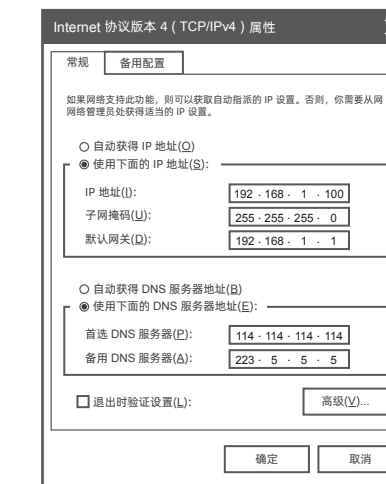 Internet 协议版本 4 ( TCP/IPv4 ) 属性
常规 备用配置
如果网络支持此功能，则可以获取自动指派的 IP 设置。否则，你需要从网
网络管理员处获得适当的 IP 设置。
自动获得 IP 地址(O)
使用下面的 IP 地址(S):
IP 地址(I): 192 . 168 . 1 . 100
子网掩码(U): 255 . 255 . 255 . 0
默认网关(D): 192 . 168 . 1 . 1
自动获得 DNS 服务器地址(B)
使用下面的 DNS 服务器地址(E):
首选 DNS 服务器(P): 114 . 114 . 114 . 114
备用 DNS 服务器(A): 223 . 5 . 5 . 5
退出时验证设置(L): 高级(V)...
确定 取消